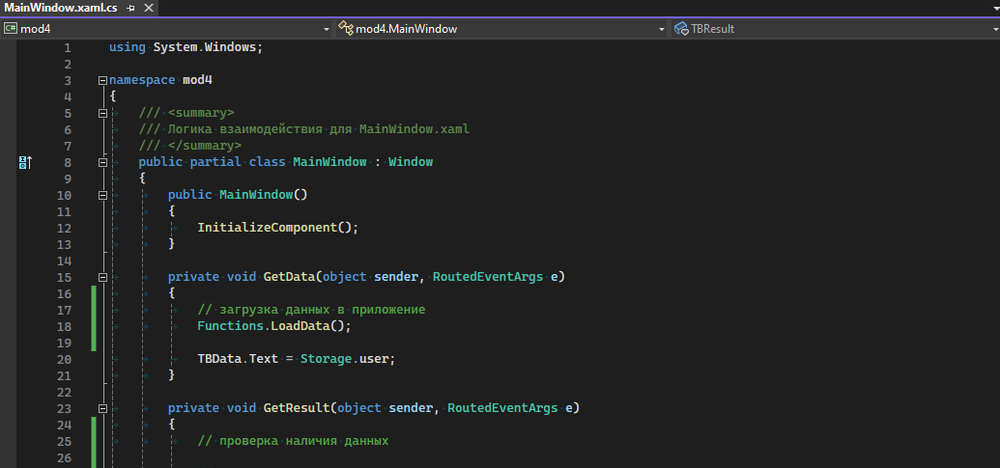 MainWindow.xaml.cs
mod4 mod4.MainWindow TBResult
1 using System.Windows;
2
3 namespace mod4
4 {
5 /// <summary>
6 /// Логика взаимодействия для MainWindow.xaml
7 /// </summary>
8 public partial class MainWindow : Window
9 {
10 public MainWindow()
11 {
12 InitializeComponent();
13 }
14
15 private void GetData(object sender, RoutedEventArgs e)
16 {
17 // загрузка данных в приложение
18 Functions.LoadData();
19
20 TBData.Text = Storage.user;
21 }
22
23 private void GetResult(object sender, RoutedEventArgs e)
24 {
25 // проверка наличия данных
26